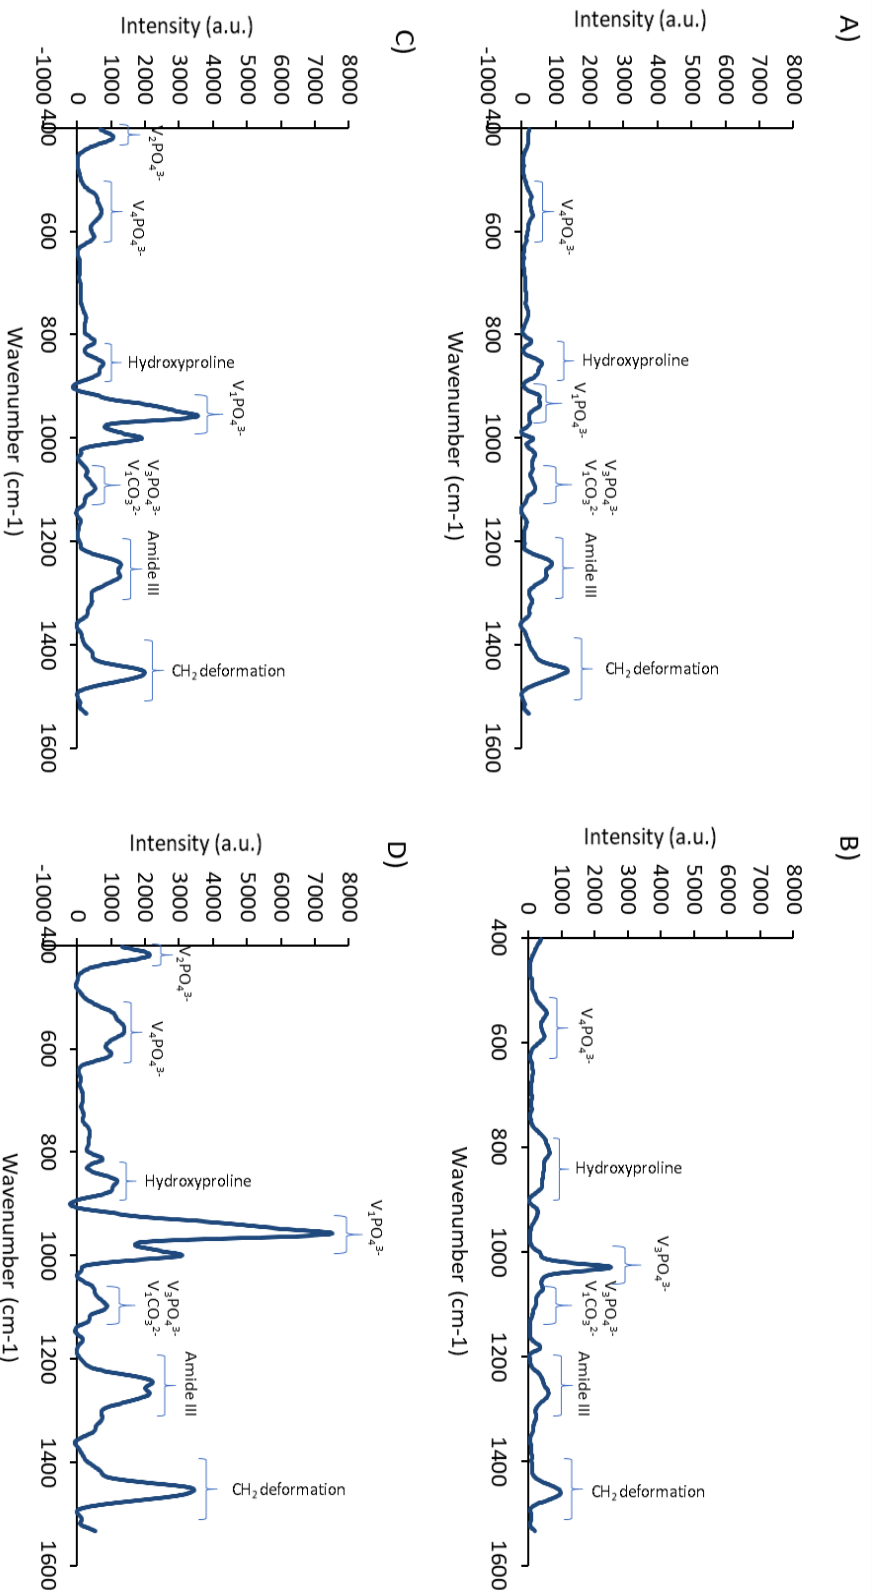 A)
Intensity (a.u.)
8000
7000
6000
5000
4000
3000
2000
1000
0
-1000
400
600
800
1000
1200
1400
1600
Wavenumber (cm-1)
V₄PO₄³⁻
Hydroxyproline
V₁PO₄³⁻
V₃PO₄³⁻
V₁CO₃²⁻
Amide III
CH₂ deformation
B)
Intensity (a.u.)
8000
7000
6000
5000
4000
3000
2000
1000
0
400
600
800
1000
1200
1400
1600
Wavenumber (cm-1)
V₄PO₄³⁻
Hydroxyproline
V₃PO₄³⁻
V₃PO₄³⁻
V₁CO₃²⁻
Amide III
CH₂ deformation
C)
Intensity (a.u.)
8000
7000
6000
5000
4000
3000
2000
1000
0
-1000
400
600
800
1000
1200
1400
1600
Wavenumber (cm-1)
V₂PO₄³⁻
V₄PO₄³⁻
Hydroxyproline
V₁PO₄³⁻
V₃PO₄³⁻
V₁CO₃²⁻
Amide III
CH₂ deformation
D)
Intensity (a.u.)
8000
7000
6000
5000
4000
3000
2000
1000
0
-1000
400
600
800
1000
1200
1400
1600
Wavenumber (cm-1)
V₂PO₄³⁻
V₄PO₄³⁻
Hydroxyproline
V₁PO₄³⁻
V₃PO₄³⁻
V₁CO₃²⁻
Amide III
CH₂ deformation